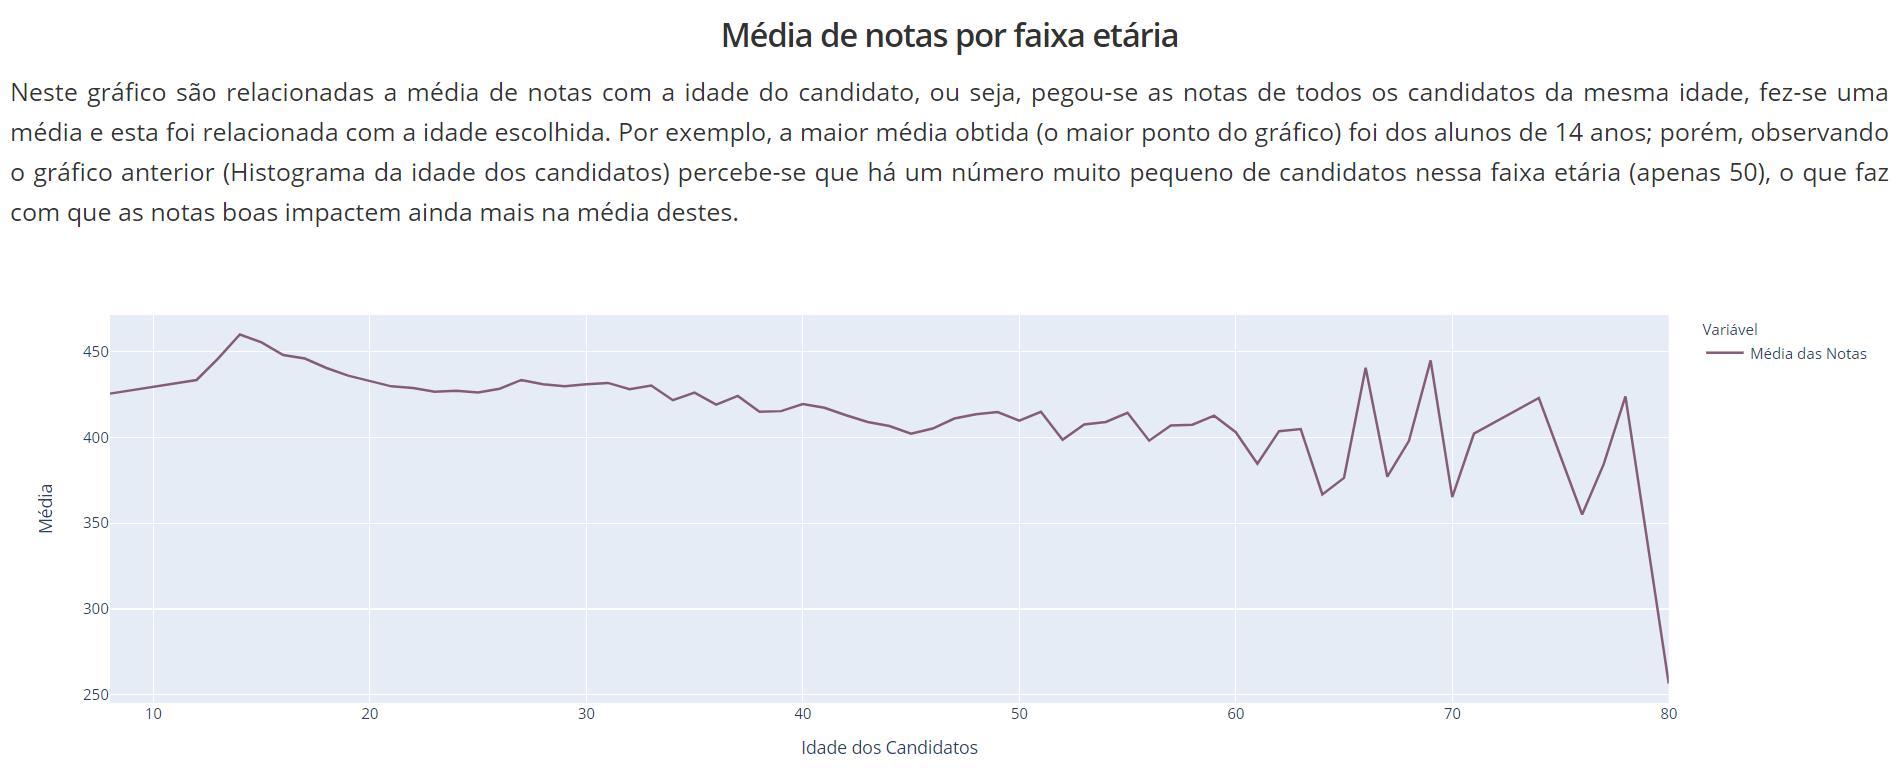 Média de notas por faixa etária
Neste gráfico são relacionadas a média de notas com a idade do candidato, ou seja, pegou-se as notas de todos os candidatos da mesma idade, fez-se uma
média e esta foi relacionada com a idade escolhida. Por exemplo, a maior média obtida (o maior ponto do gráfico) foi dos alunos de 14 anos; porém, observando
o gráfico anterior (Histograma da idade dos candidatos) percebe-se que há um número muito pequeno de candidatos nessa faixa etária (apenas 50), o que faz
com que as notas boas impactem ainda mais na média destes.
Variável
Média das Notas
450
400
350
300
250
Média
10 20 30 40 50 60 70 80
Idade dos Candidatos